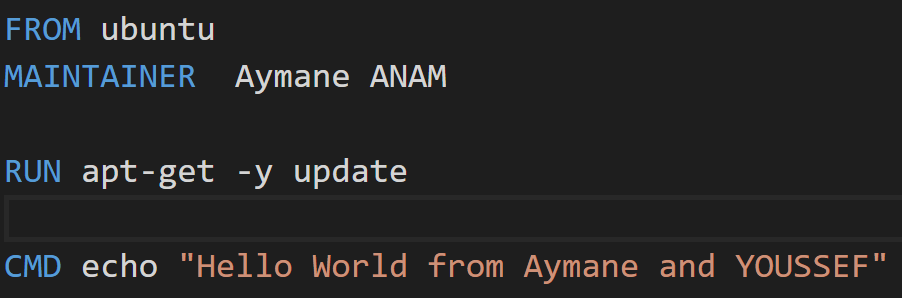 FROM ubuntu
MAINTAINER  Aymane ANAM
RUN apt-get -y update
CMD echo "Hello World from Aymane and YOUSSEF"